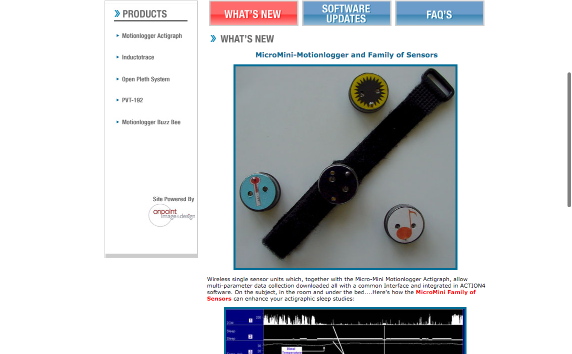 PRODUCTS
Motionlogger Actigraph
Inductotrace
Open Pleth System
PVT-192
Motionlogger Buzz Bee
Site Powered By
onpoint
image&design
WHAT'S NEW
SOFTWARE
UPDATES
FAQ'S
WHAT'S NEW
MicroMini-Motionlogger and Family of Sensors
Wireless single sensor units which, together with the Micro-Mini Motionlogger Actigraph, allow
multi-parameter data collection downloaded all with a common Interface and integrated in ACTION4
software. On the subject, in the room and under the bed....Here's how the MicroMini Family of
Sensors can enhance your actigraphic sleep studies:
Sleep
Sleep